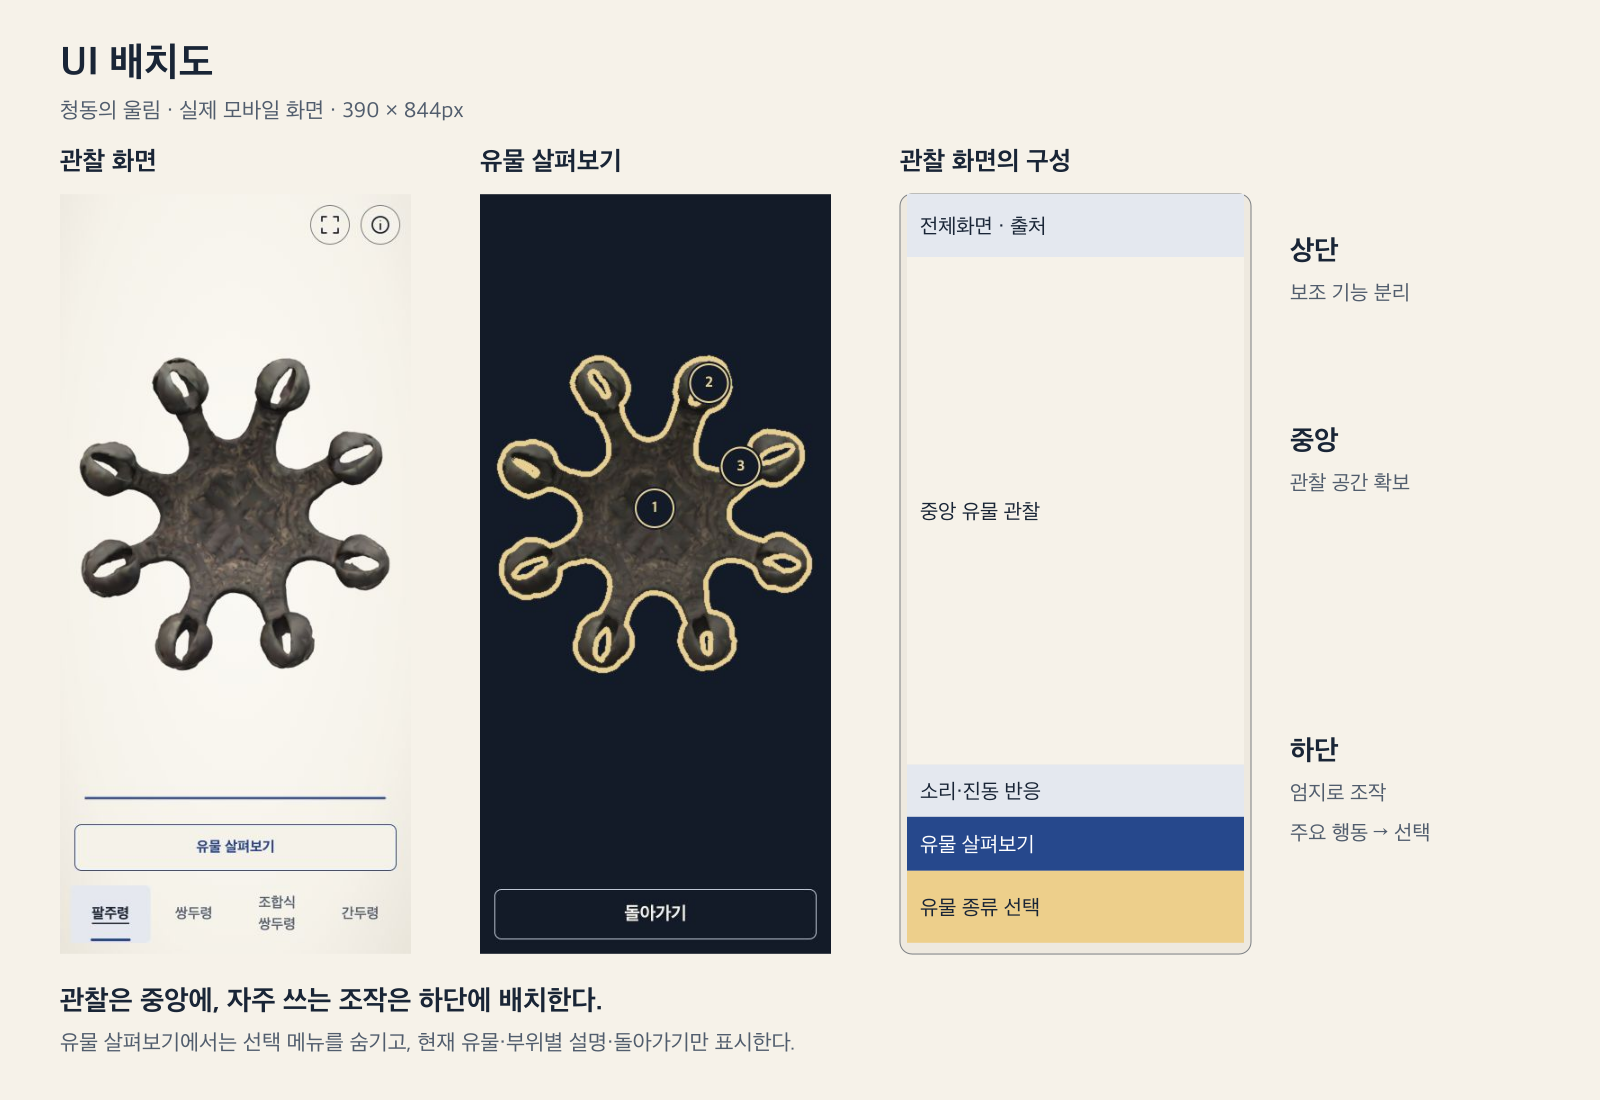 UI 배치도
청동의 울림 · 실제 모바일 화면 · 390 × 844px
관찰 화면
유물 살펴보기
팔주령
쌍두령
조합식
쌍두령
간두령
유물 살펴보기
2
3
1
돌아가기
관찰 화면의 구성
전체화면 · 출처
중앙 유물 관찰
소리·진동 반응
유물 살펴보기
유물 종류 선택
상단
보조 기능 분리
중앙
관찰 공간 확보
하단
엄지로 조작
주요 행동 → 선택
관찰은 중앙에, 자주 쓰는 조작은 하단에 배치한다.
유물 살펴보기에서는 선택 메뉴를 숨기고, 현재 유물·부위별 설명·돌아가기만 표시한다.